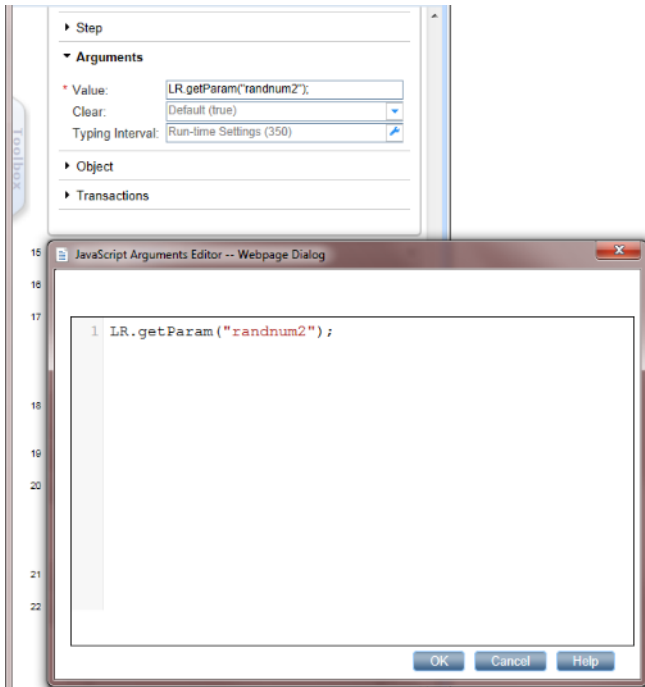 Step
Arguments
* Value: LR.getParam("randnum2");
Clear: Default (true)
Typing Interval: Run-time Settings (350)
Object
Transactions
Toolbox
15
JavaScript Arguments Editor -- Webpage Dialog
16
17
1 LR.getParam("randnum2");
18
19
20
21
22
OK Cancel Help